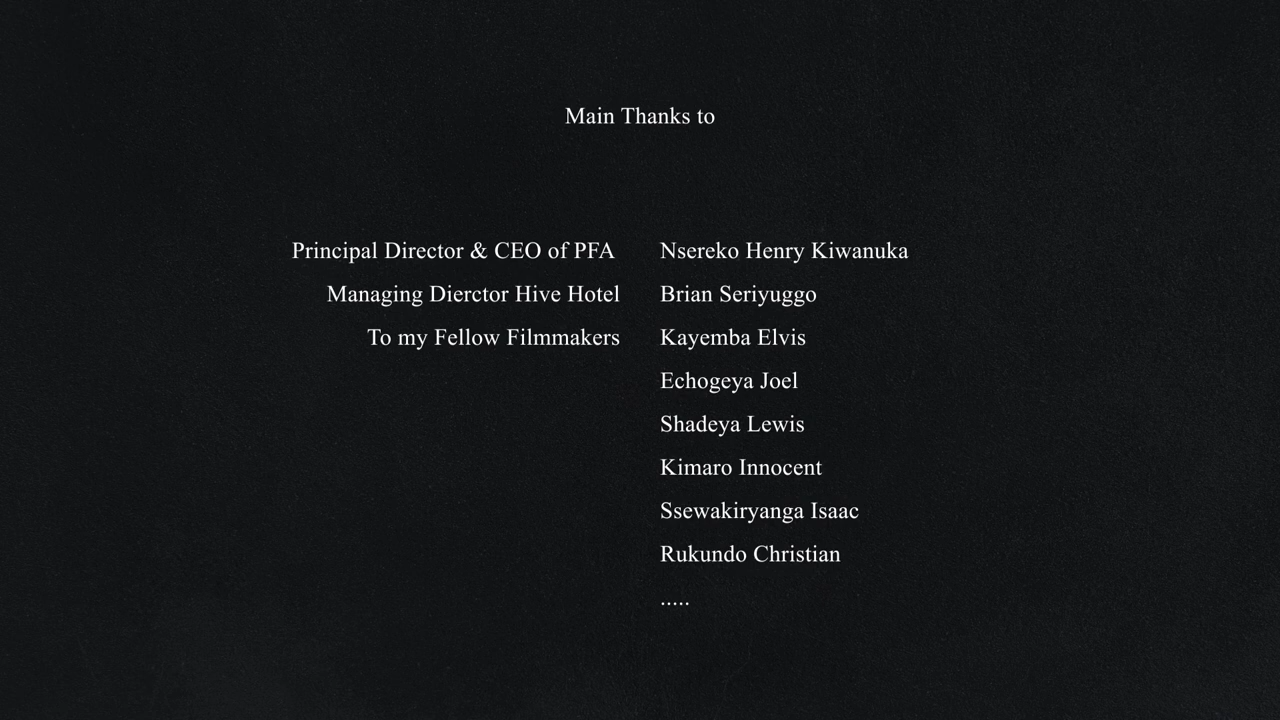 Main Thanks to
Principal Director & CEO of PFA Nsereko Henry Kiwanuka
Managing Dierctor Hive Hotel Brian Seriyuggo
To my Fellow Filmmakers Kayemba Elvis
Echogeya Joel
Shadeya Lewis
Kimaro Innocent
Ssewakiryanga Isaac
Rukundo Christian
.....